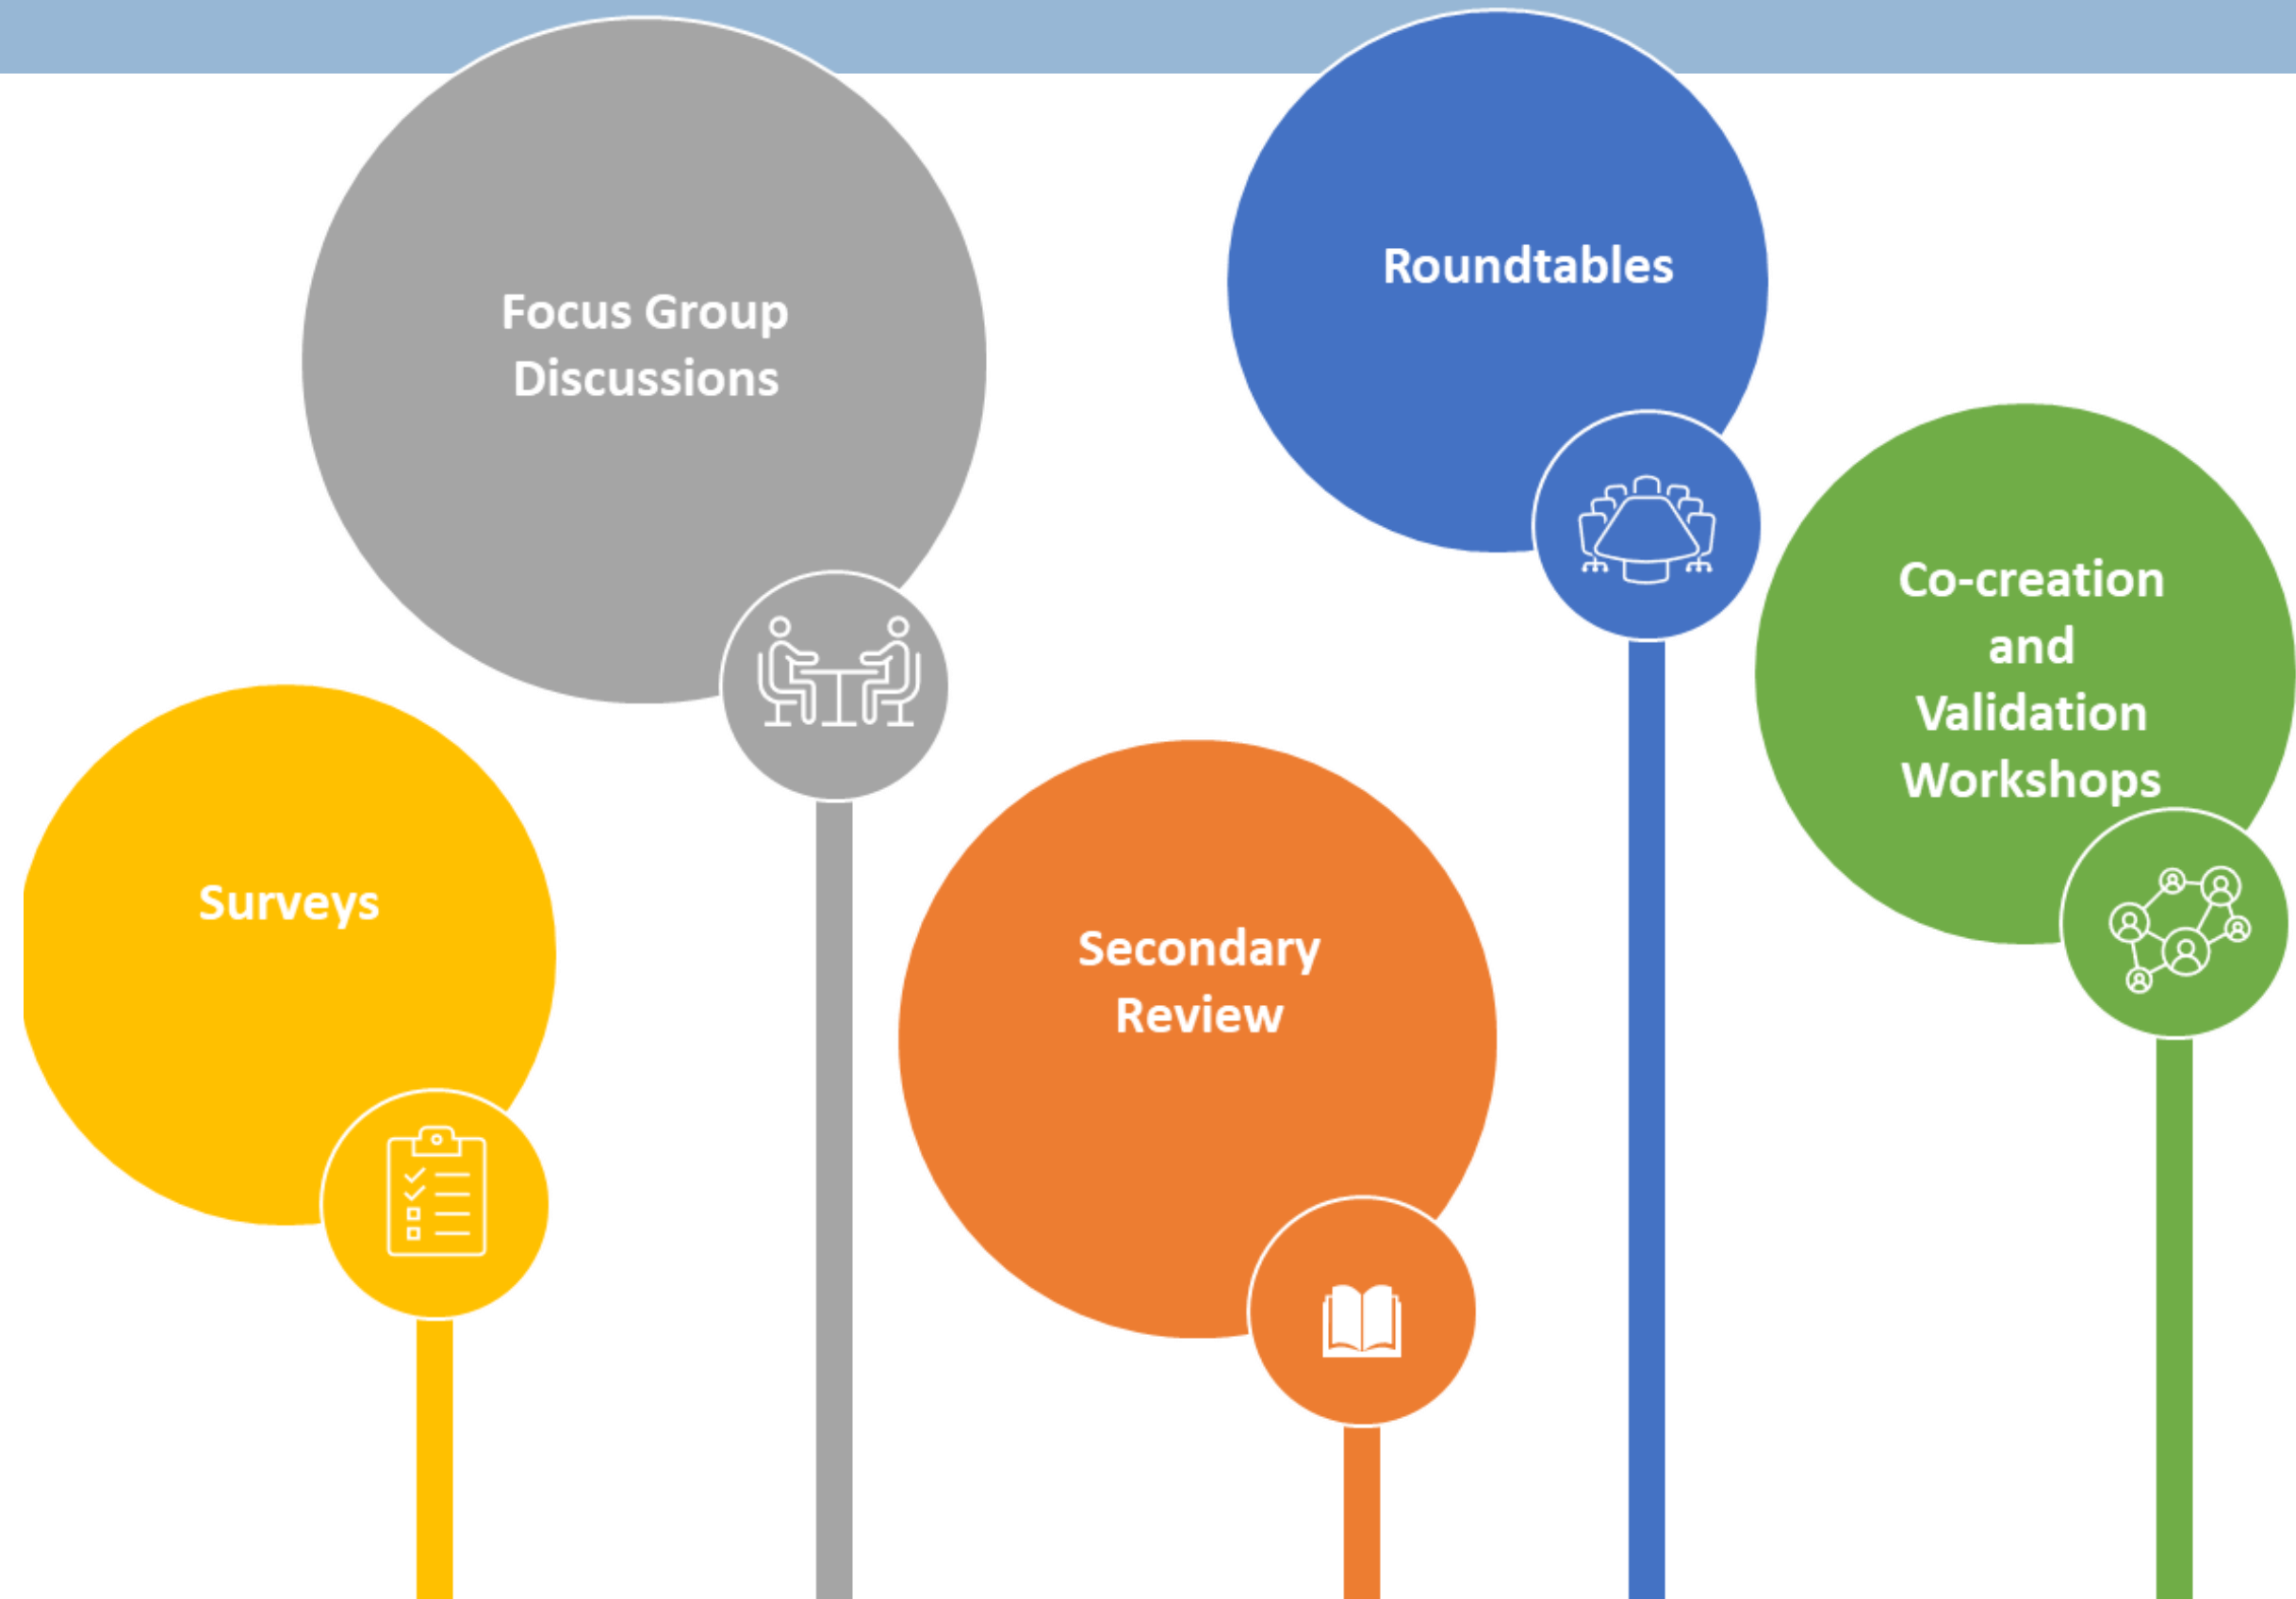 Focus Group
Discussions
Roundtables
Co-creation
and
Validation
Workshops
Surveys
Secondary
Review